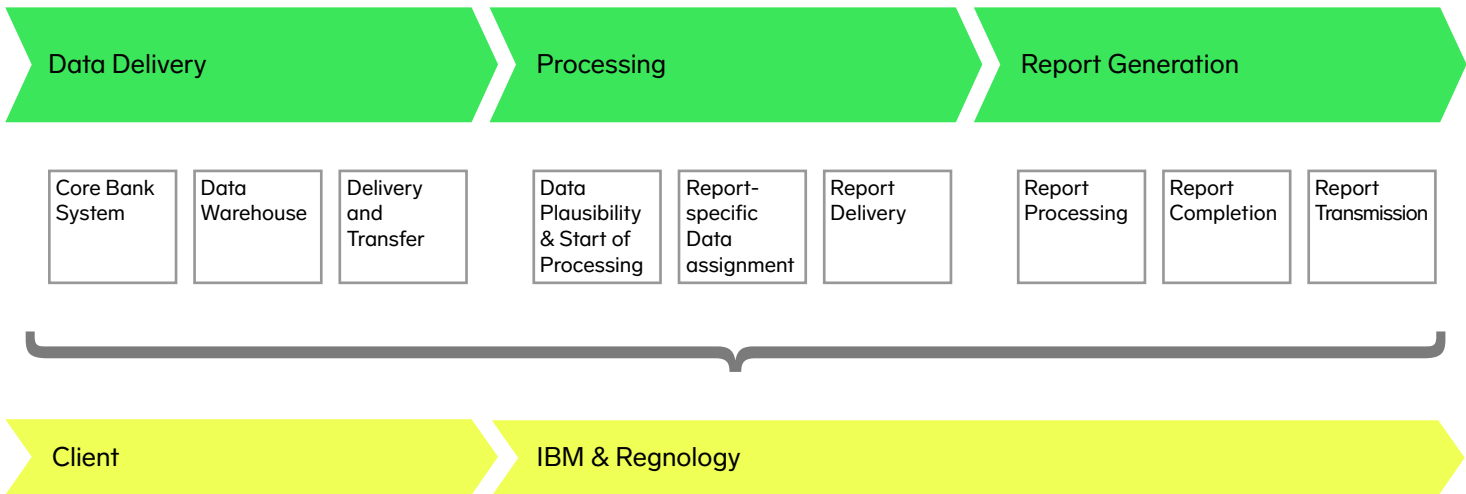 Data Delivery
Processing
Report Generation
Core Bank
System
Data
Warehouse
Delivery
and
Transfer
Data
Plausibility
& Start of
Processing
Report-
specific
Data
assignment
Report
Delivery
Report
Processing
Report
Completion
Report
Transmission
Client
IBM & Regnology